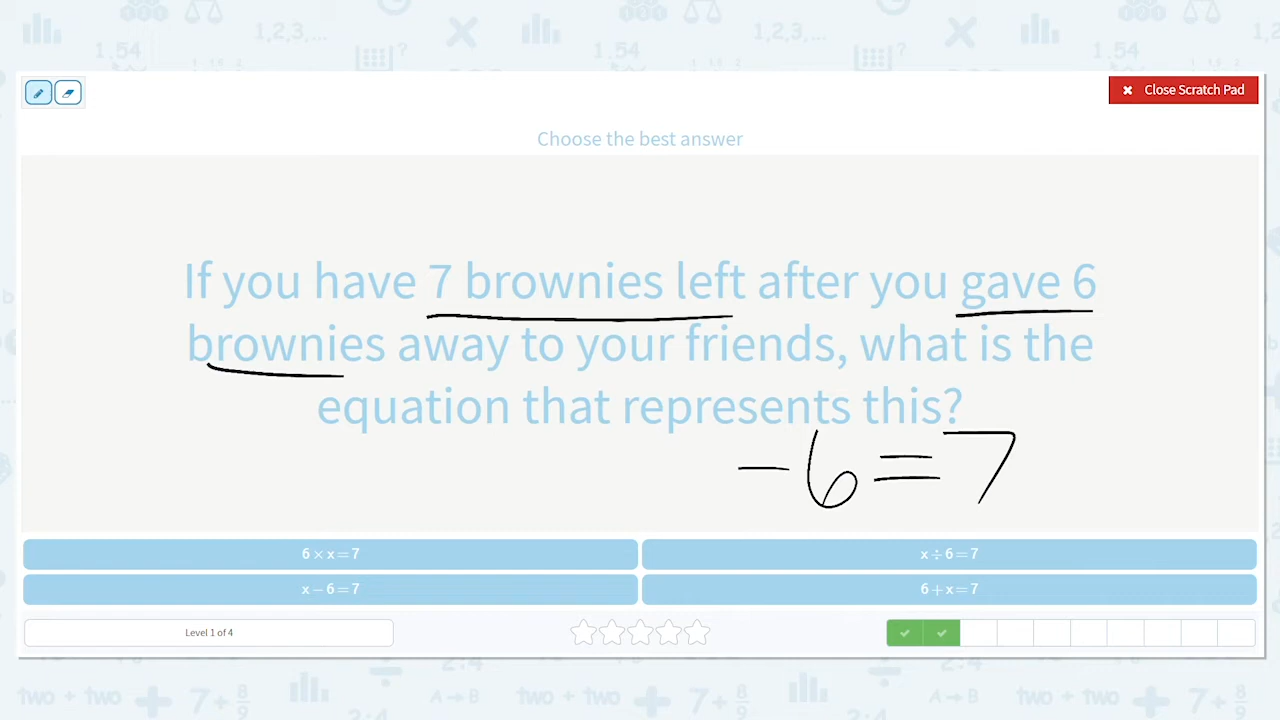 Close Scratch Pad
Choose the best answer
If you have 7 brownies left after you gave 6
brownies away to your friends, what is the
equation that represents this?
−6=7
6 × x = 7
x ÷ 6 = 7
x − 6 = 7
6 + x = 7
Level 1 of 4